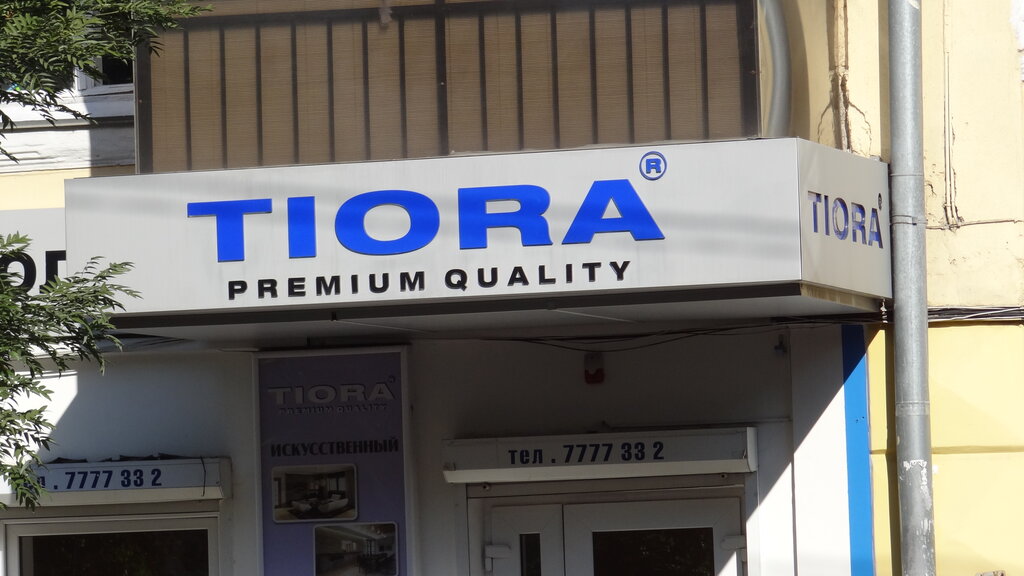 TIORA®
PREMIUM QUALITY
TIORA
TIORA
PREMIUM QUALITY
ИСКУССТВЕННЫЙ
тел . 7777 33 2
. 7777 33 2